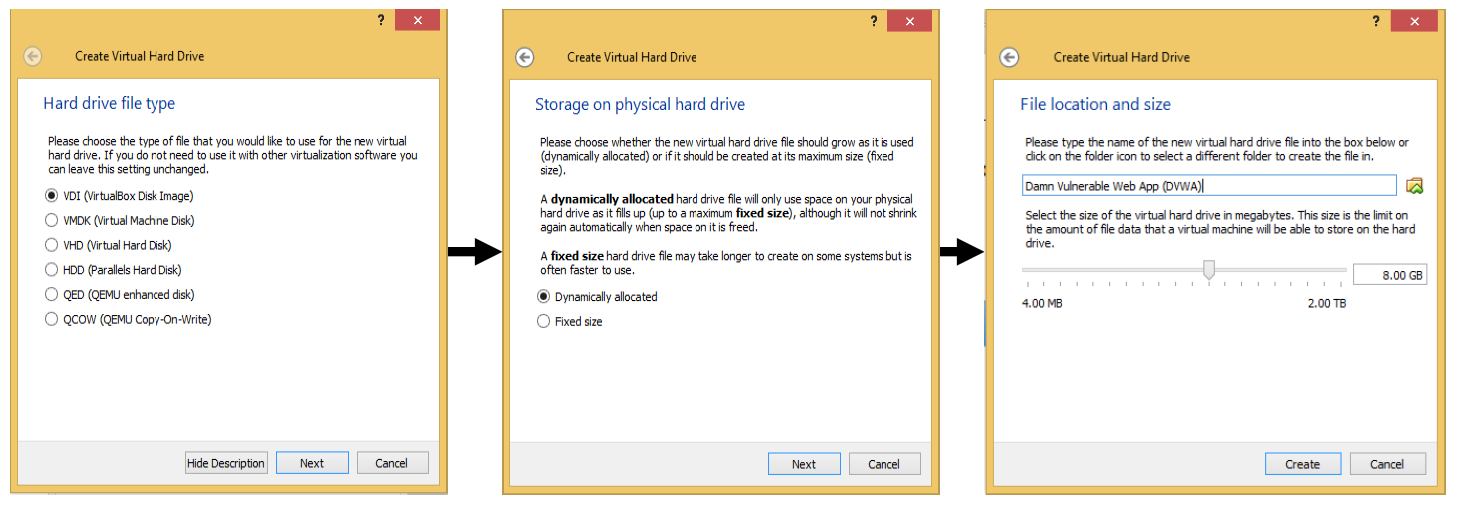 ?
Create Virtual Hard Drive
Hard drive file type
Please choose the type of file that you would like to use for the new virtual
hard drive. If you do not need to use it with other virtualization software you
can leave this setting unchanged.
VDI (VirtualBox Disk Image)
VMDK (Virtual Machine Disk)
VHD (Virtual Hard Disk)
HDD (Parallels Hard Disk)
QED (QEMU enhanced disk)
QCOW (QEMU Copy-On-Write)
Hide Description
Next
Cancel
?
Create Virtual Hard Drive
Storage on physical hard drive
Please choose whether the new virtual hard drive file should grow as it is used
(dynamically allocated) or if it should be created at its maximum size (fixed
size).
A dynamically allocated hard drive file will only use space on your physical
hard drive as it fills up (up to a maximum fixed size), although it will not shrink
again automatically when space on it is freed.
A fixed size hard drive file may take longer to create on some systems but is
often faster to use.
Dynamically allocated
Fixed size
Next
Cancel
?
Create Virtual Hard Drive
File location and size
Please type the name of the new virtual hard drive file into the box below or
click on the folder icon to select a different folder to create the file in.
Damn Vulnerable Web App (DVWA)
Select the size of the virtual hard drive in megabytes. This size is the limit on
the amount of file data that a virtual machine will be able to store on the hard
drive.
8.00 GB
4.00 MB
2.00 TB
Create
Cancel